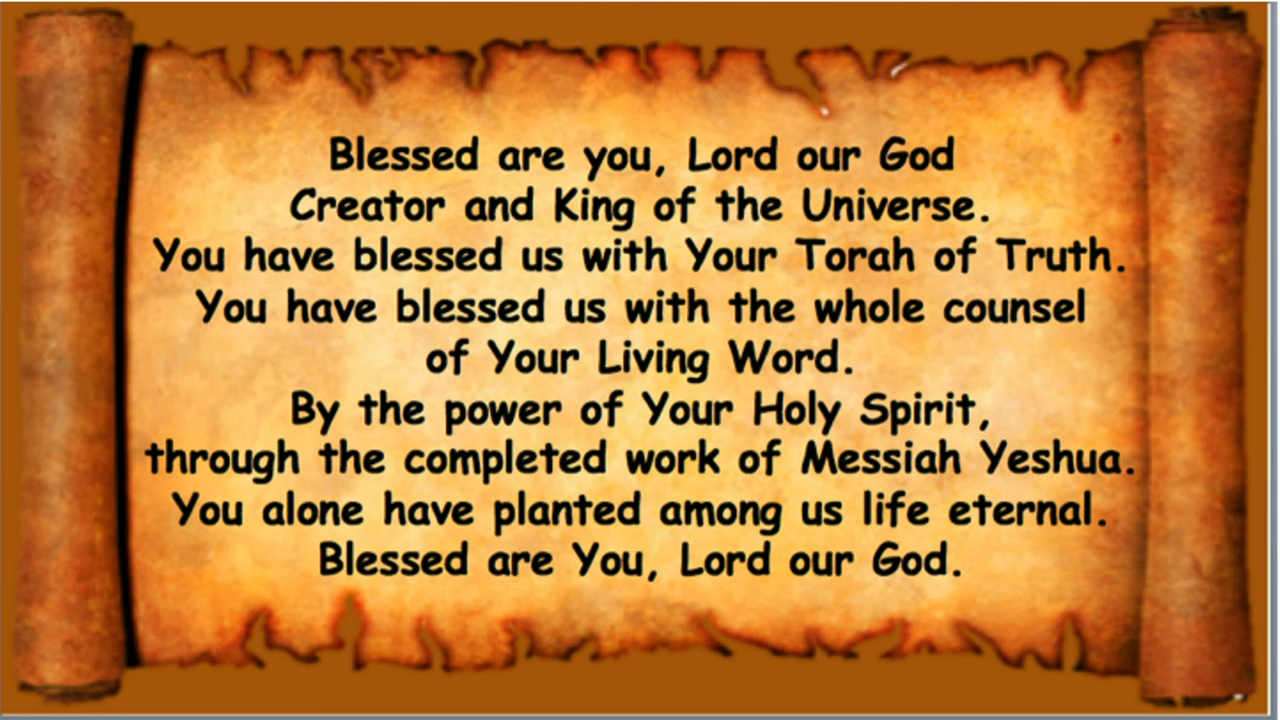 Blessed are you, Lord our God
Creator and King of the Universe.
You have blessed us with Your Torah of Truth.
You have blessed us with the whole counsel
of Your Living Word.
By the power of Your Holy Spirit,
through the completed work of Messiah Yeshua.
You alone have planted among us life eternal.
Blessed are You, Lord our God.